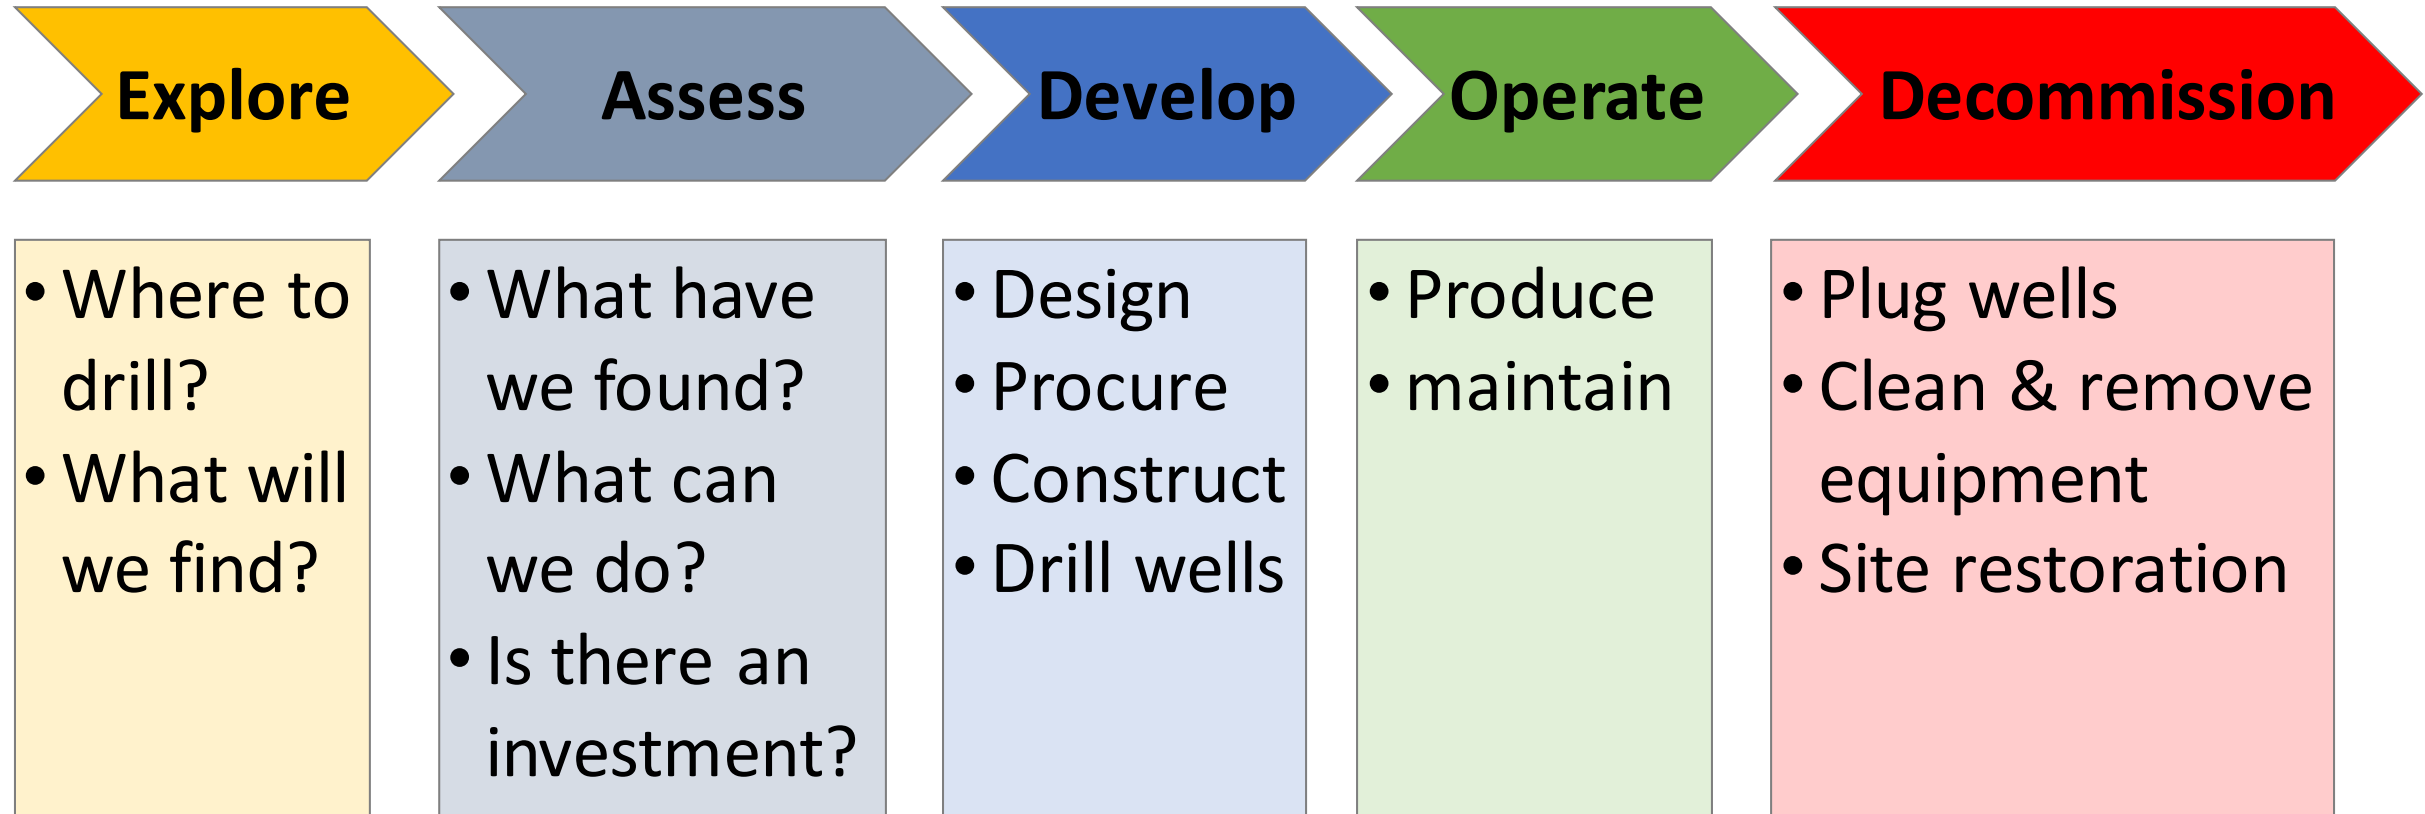 Explore
Assess
Develop
Operate
Decommission
• Where to
drill?
• What will
we find?
• What have
we found?
• What can
we do?
• Is there an
investment?
• Design
• Procure
• Construct
• Drill wells
• Produce
• maintain
• Plug wells
• Clean & remove
equipment
• Site restoration